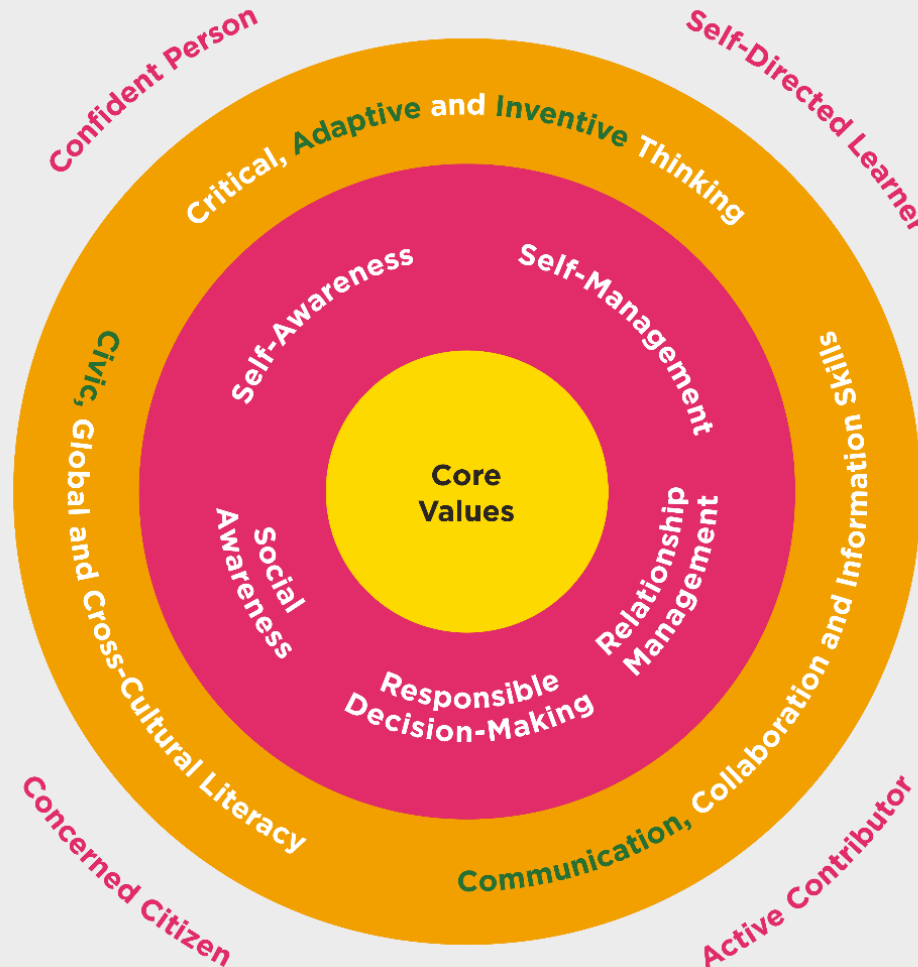 Confident Person
Self-Directed Learner
Critical, Adaptive and Inventive Thinking
Self-Awareness
Self-Management
Civic, Global and Cross-Cultural Literacy
Communication, Collaboration and Information Skills
Core
Values
Social
Awareness
Relationship
Management
Responsible
Decision-Making
Concerned Citizen
Active Contributor